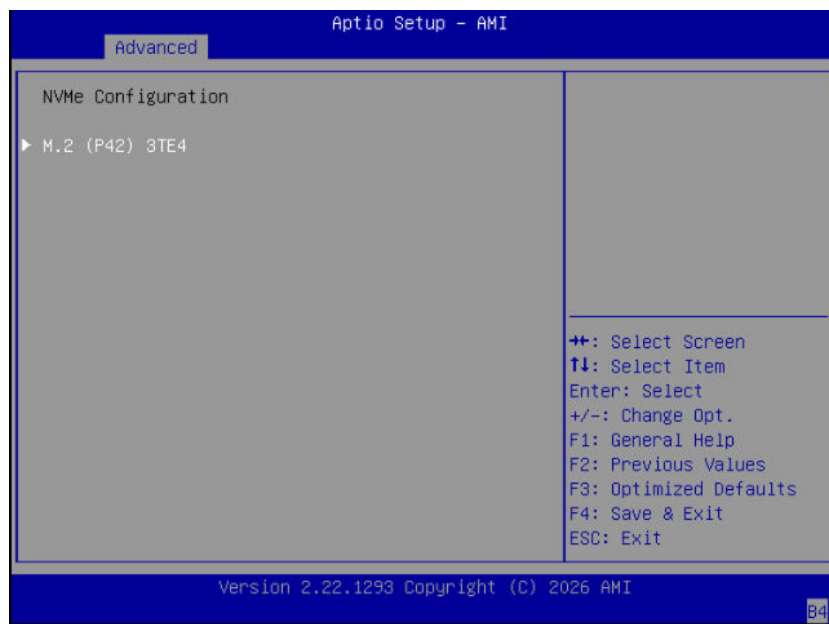 Aptio Setup – AMI
Advanced
NVMe Configuration
M.2 (P42) 3TE4
→←: Select Screen
↑↓: Select Item
Enter: Select
+/-: Change Opt.
F1: General Help
F2: Previous Values
F3: Optimized Defaults
F4: Save & Exit
ESC: Exit
Version 2.22.1293 Copyright (C) 2026 AMI
B4